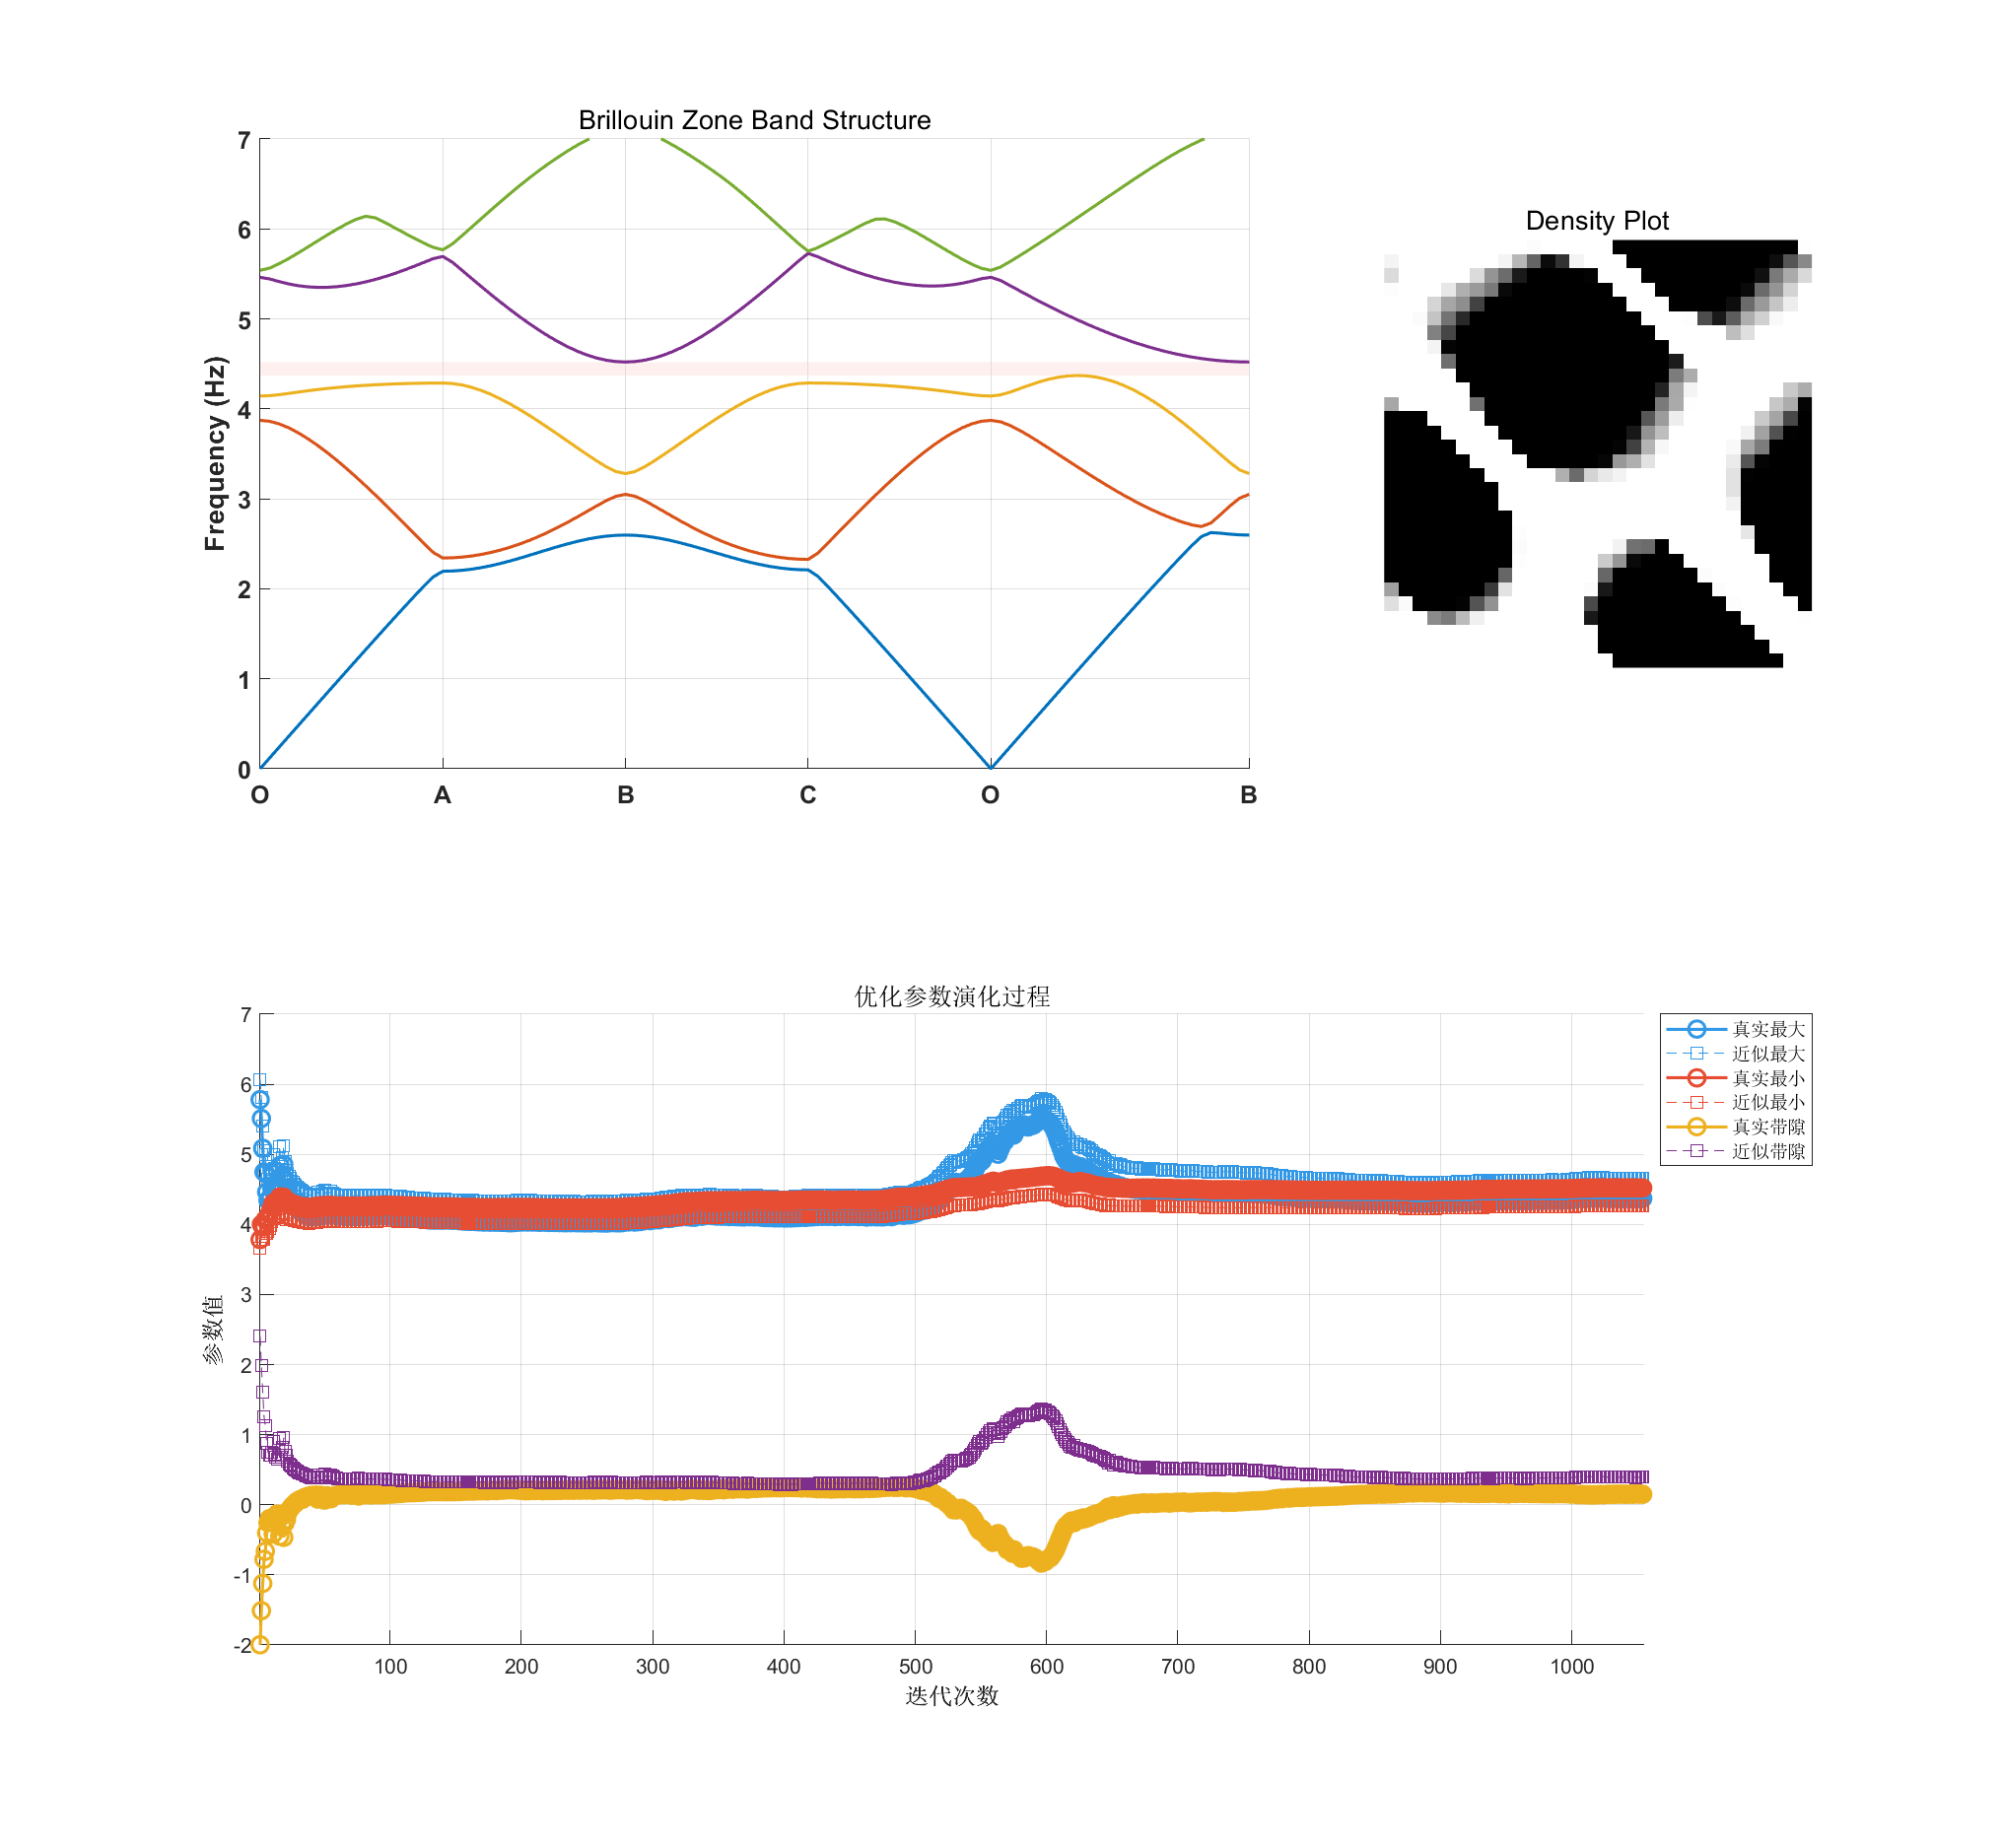 Brillouin Zone Band Structure
7
6
5
4
3
2
1
0
Frequency (Hz)
O A B C O B
Density Plot
优化参数演化过程
7
6
5
4
3
2
1
0
-1
-2
参数值
100 200 300 400 500 600 700 800 900 1000
迭代次数
真实最大
近似最大
真实最小
近似最小
真实带隙
近似带隙